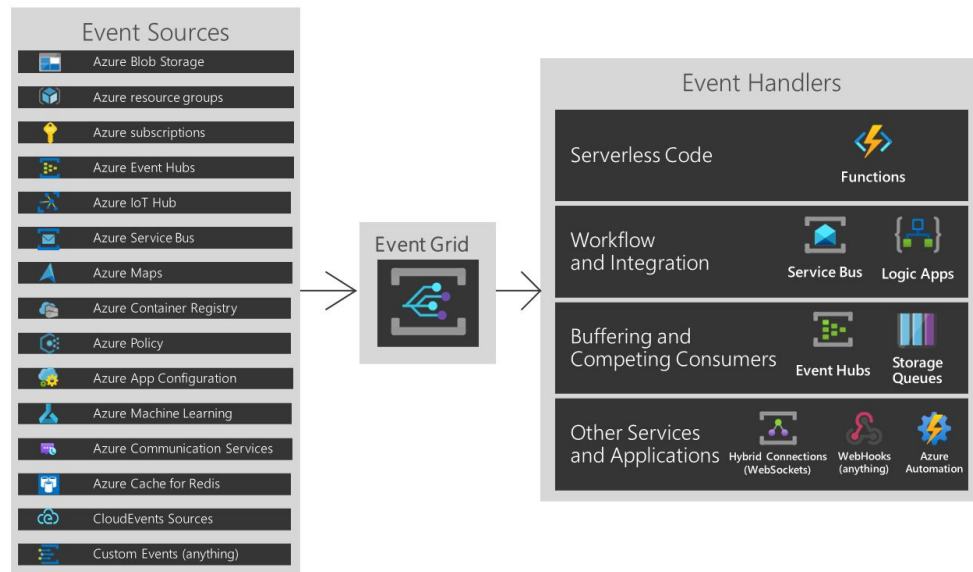 Event Sources
Azure Blob Storage
Azure resource groups
Azure subscriptions
Azure Event Hubs
Azure IoT Hub
Azure Service Bus
Azure Maps
Azure Container Registry
Azure Policy
Azure App Configuration
Azure Machine Learning
Azure Communication Services
Azure Cache for Redis
CloudEvents Sources
Custom Events (anything)
Event Grid
Event Handlers
Serverless Code
Functions
Workflow
and Integration
Service Bus
Logic Apps
Buffering and
Competing Consumers
Event Hubs
Storage
Queues
Other Services
and Applications
Hybrid Connections
(WebSockets)
WebHooks
(anything)
Azure
Automation